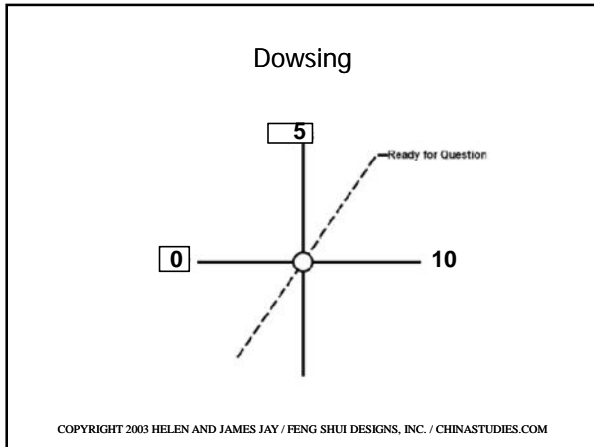 Dowsing
5
Ready for Question
0
10
COPYRIGHT 2003 HELEN AND JAMES JAY / FENG SHUI DESIGNS, INC. / CHINASTUDIES.COM